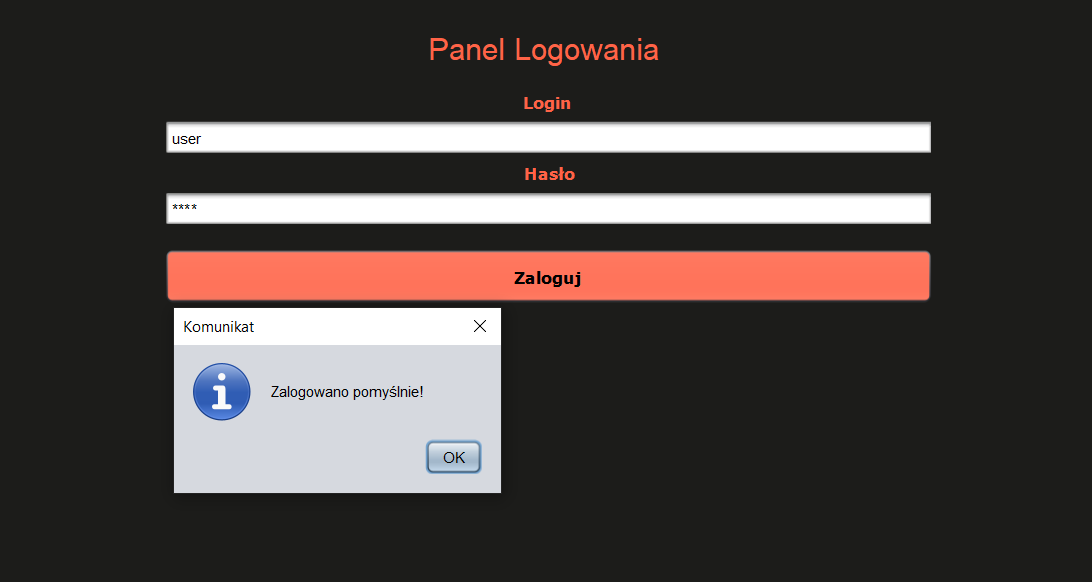 Panel Logowania
Login
user
Hasło
****
Zaloguj
Komunikat
Zalogowano pomyślnie!
OK